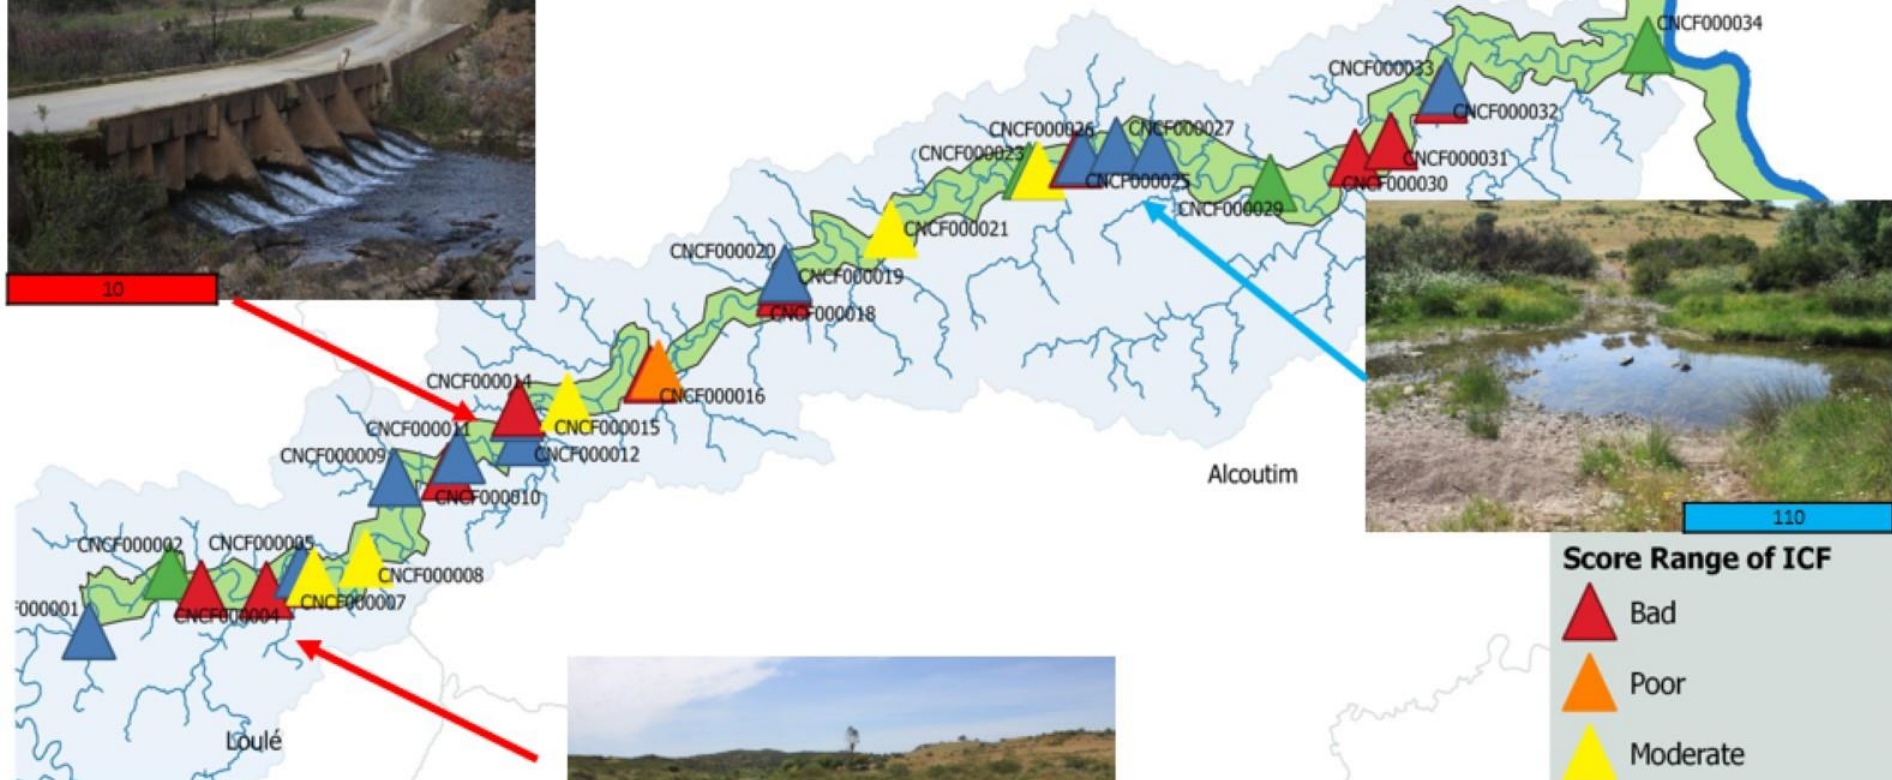 CNCF000034
CNCF000033
CNCF000032
CNCF000026
CNCF000027
CNCF000023
CNCF000031
CNCF000025
CNCF000030
CNCF000029
CNCF000021
CNCF000020
CNCF000019
10
CNCF000018
CNCF000014
CNCF000016
CNCF000011
CNCF000015
CNCF000009
CNCF000012
Alcoutim
CNCF000010
110
CNCF000002
CNCF000005
Score Range of ICF
CNCF000008
F000001
CNCF000007
CNCF000004
Bad
Poor
Loulé
Moderate